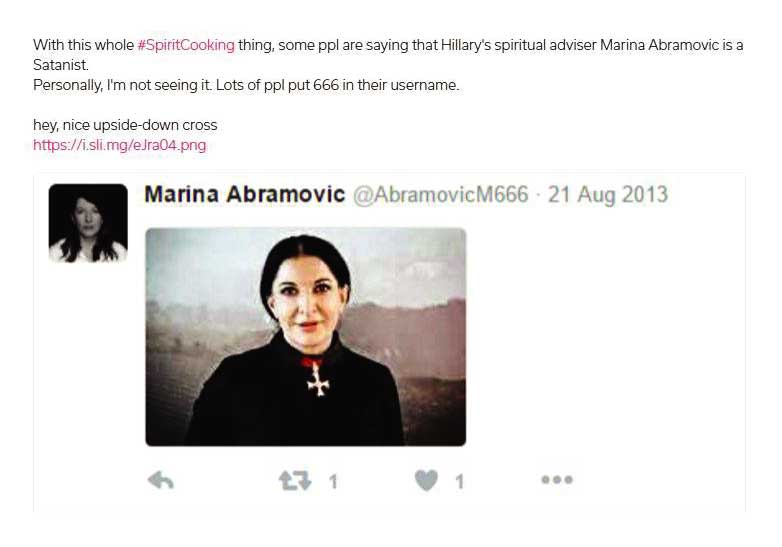 With this whole #SpiritCooking thing, some ppl are saying that Hillary's spiritual adviser Marina Abramovic is a
Satanist.
Personally, I'm not seeing it. Lots of ppl put 666 in their username.
hey, nice upside-down cross
https://i.sli.mg/eJra04.png
Marina Abramovic @AbramovicM666 · 21 Aug 2013
1 1